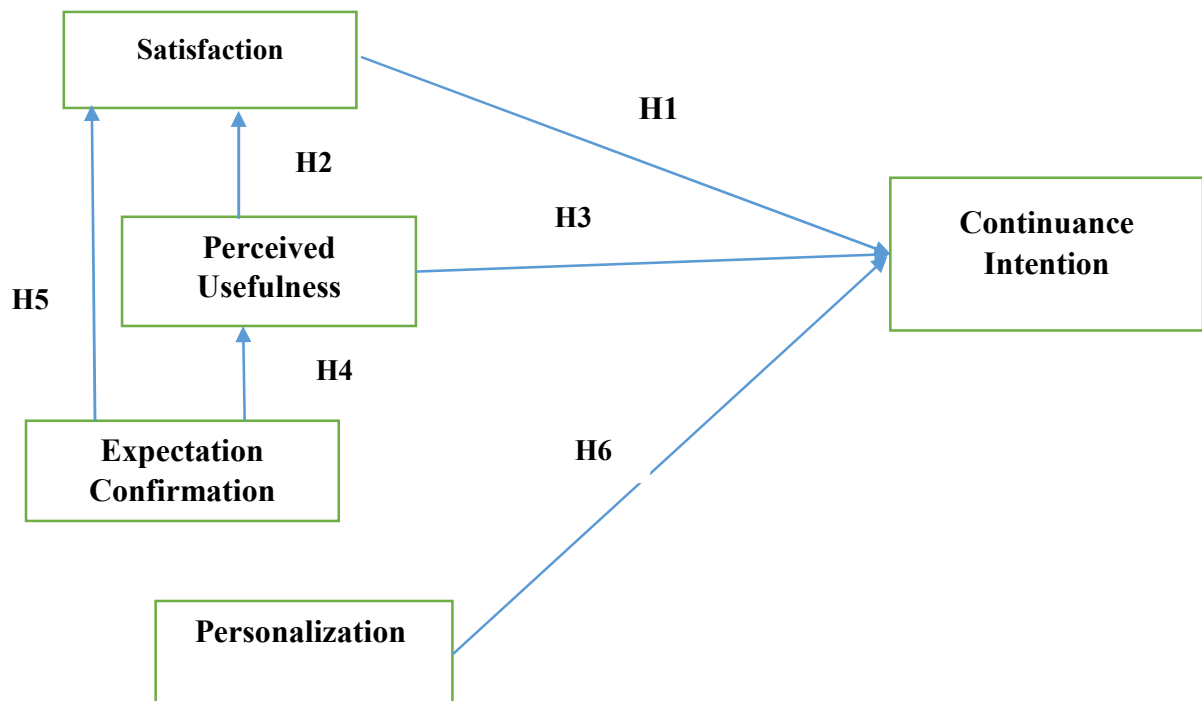 Satisfaction
H1
H2
Perceived
Usefulness
H3
Continuance
Intention
H5
H4
Expectation
Confirmation
H6
Personalization